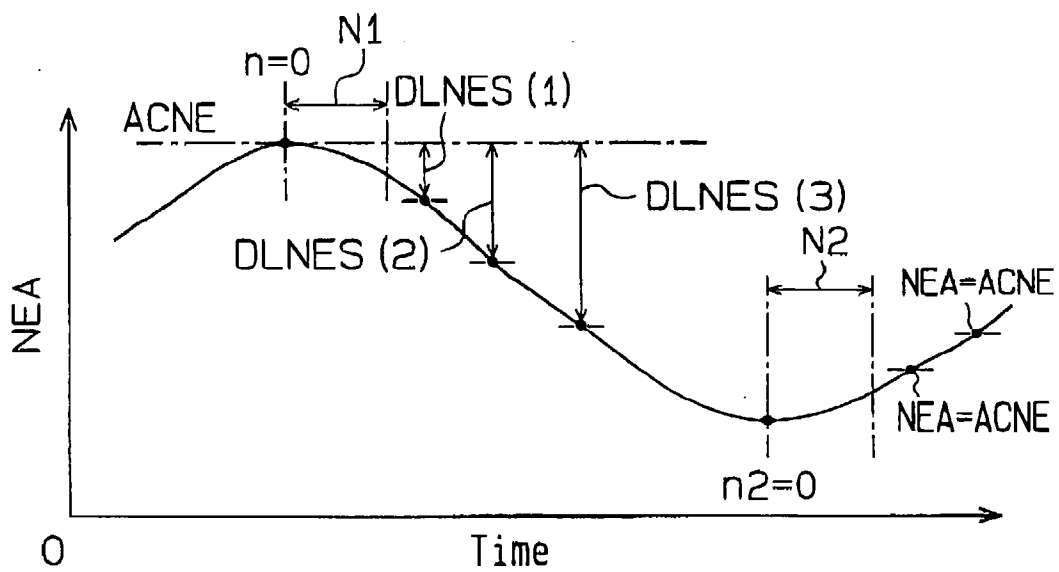 N1
n=0
DLNES (1)
ACNE
DLNES (3)
DLNES (2)
N2
NEA=ACNE
NEA
NEA=ACNE
n2=0
0
Time